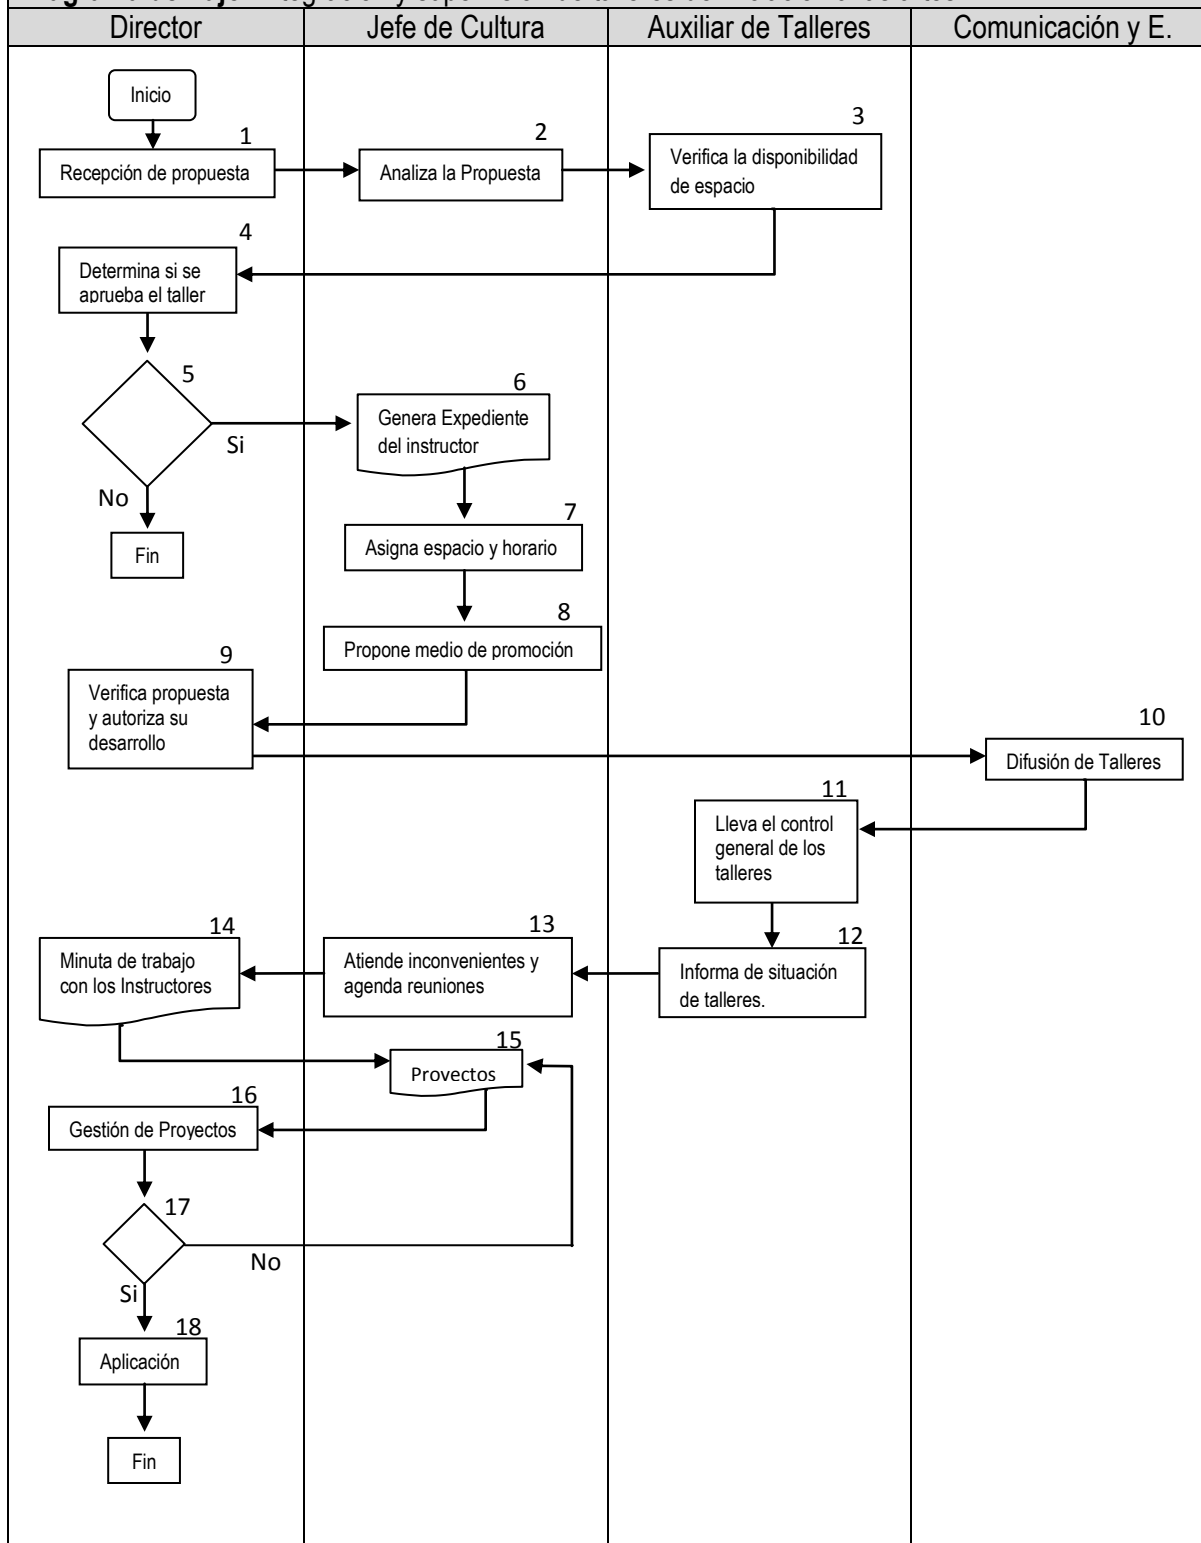 Director
Jefe de Cultura
Auxiliar de Talleres
Comunicación y E.
Inicio
1
Recepción de propuesta
2
Analiza la Propuesta
3
Verifica la disponibilidad
de espacio
4
Determina si se
aprueba el taller
5
Si
No
Fin
6
Genera Expediente
del instructor
7
Asigna espacio y horario
8
Propone medio de promoción
9
Verifica propuesta
y autoriza su
desarrollo
10
Difusión de Talleres
11
Lleva el control
general de los
talleres
12
Informa de situación
de talleres.
13
Atiende inconvenientes y
agenda reuniones
14
Minuta de trabajo
con los Instructores
15
Proyectos
16
Gestión de Proyectos
17
No
Si
18
Aplicación
Fin